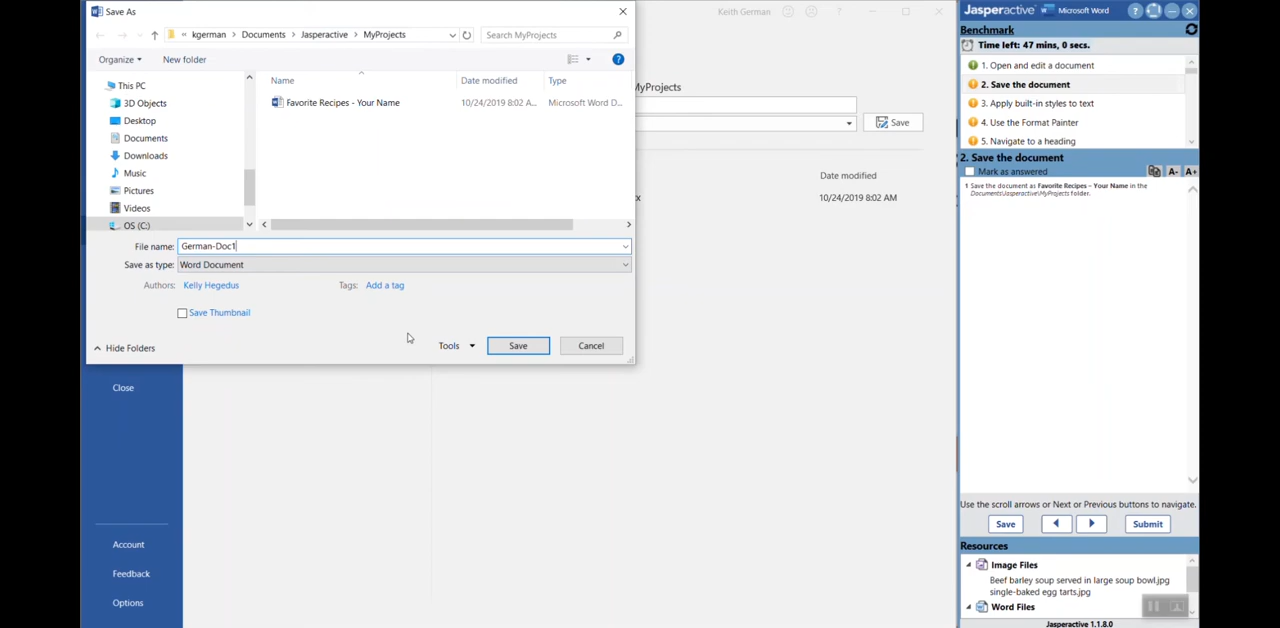 Save As
kgerman > Documents > Jasperactive > MyProjects
Search MyProjects
Organize
New folder
This PC
3D Objects
Desktop
Documents
Downloads
Music
Pictures
Videos
OS (C:)
Name
Date modified
Type
Favorite Recipes - Your Name
10/24/2019 8:02 A...
Microsoft Word D...
File name:
German-Doc1
Save as type:
Word Document
Authors:
Kelly Hegedus
Tags:
Add a tag
Save Thumbnail
Hide Folders
Tools
Save
Cancel
Keith German
MyProjects
Save
Date modified
x
10/24/2019 8:02 AM
Close
Account
Feedback
Options
Jasperactive
Microsoft Word
Benchmark
Time left: 47 mins, 0 secs.
1. Open and edit a document
2. Save the document
3. Apply built-in styles to text
4. Use the Format Painter
5. Navigate to a heading
2. Save the document
Mark as answered
A-
A+
1 Save the document as Favorite Recipes - Your Name in the
Documents\Jasperactive\MyProjects folder.
Use the scroll arrows or Next or Previous buttons to navigate.
Save
Submit
Resources
Image Files
Beef barley soup served in large soup bowl.jpg
single-baked egg tarts.jpg
Word Files
Jasperactive 1.1.8.0